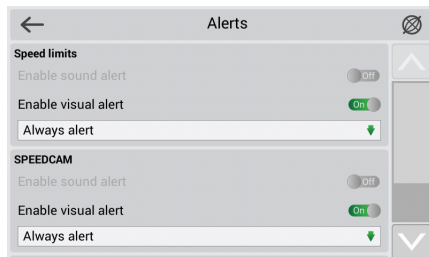 Alerts
Speed limits
Enable sound alert Off
Enable visual alert On
Always alert
SPEEDCAM
Enable sound alert Off
Enable visual alert On
Always alert